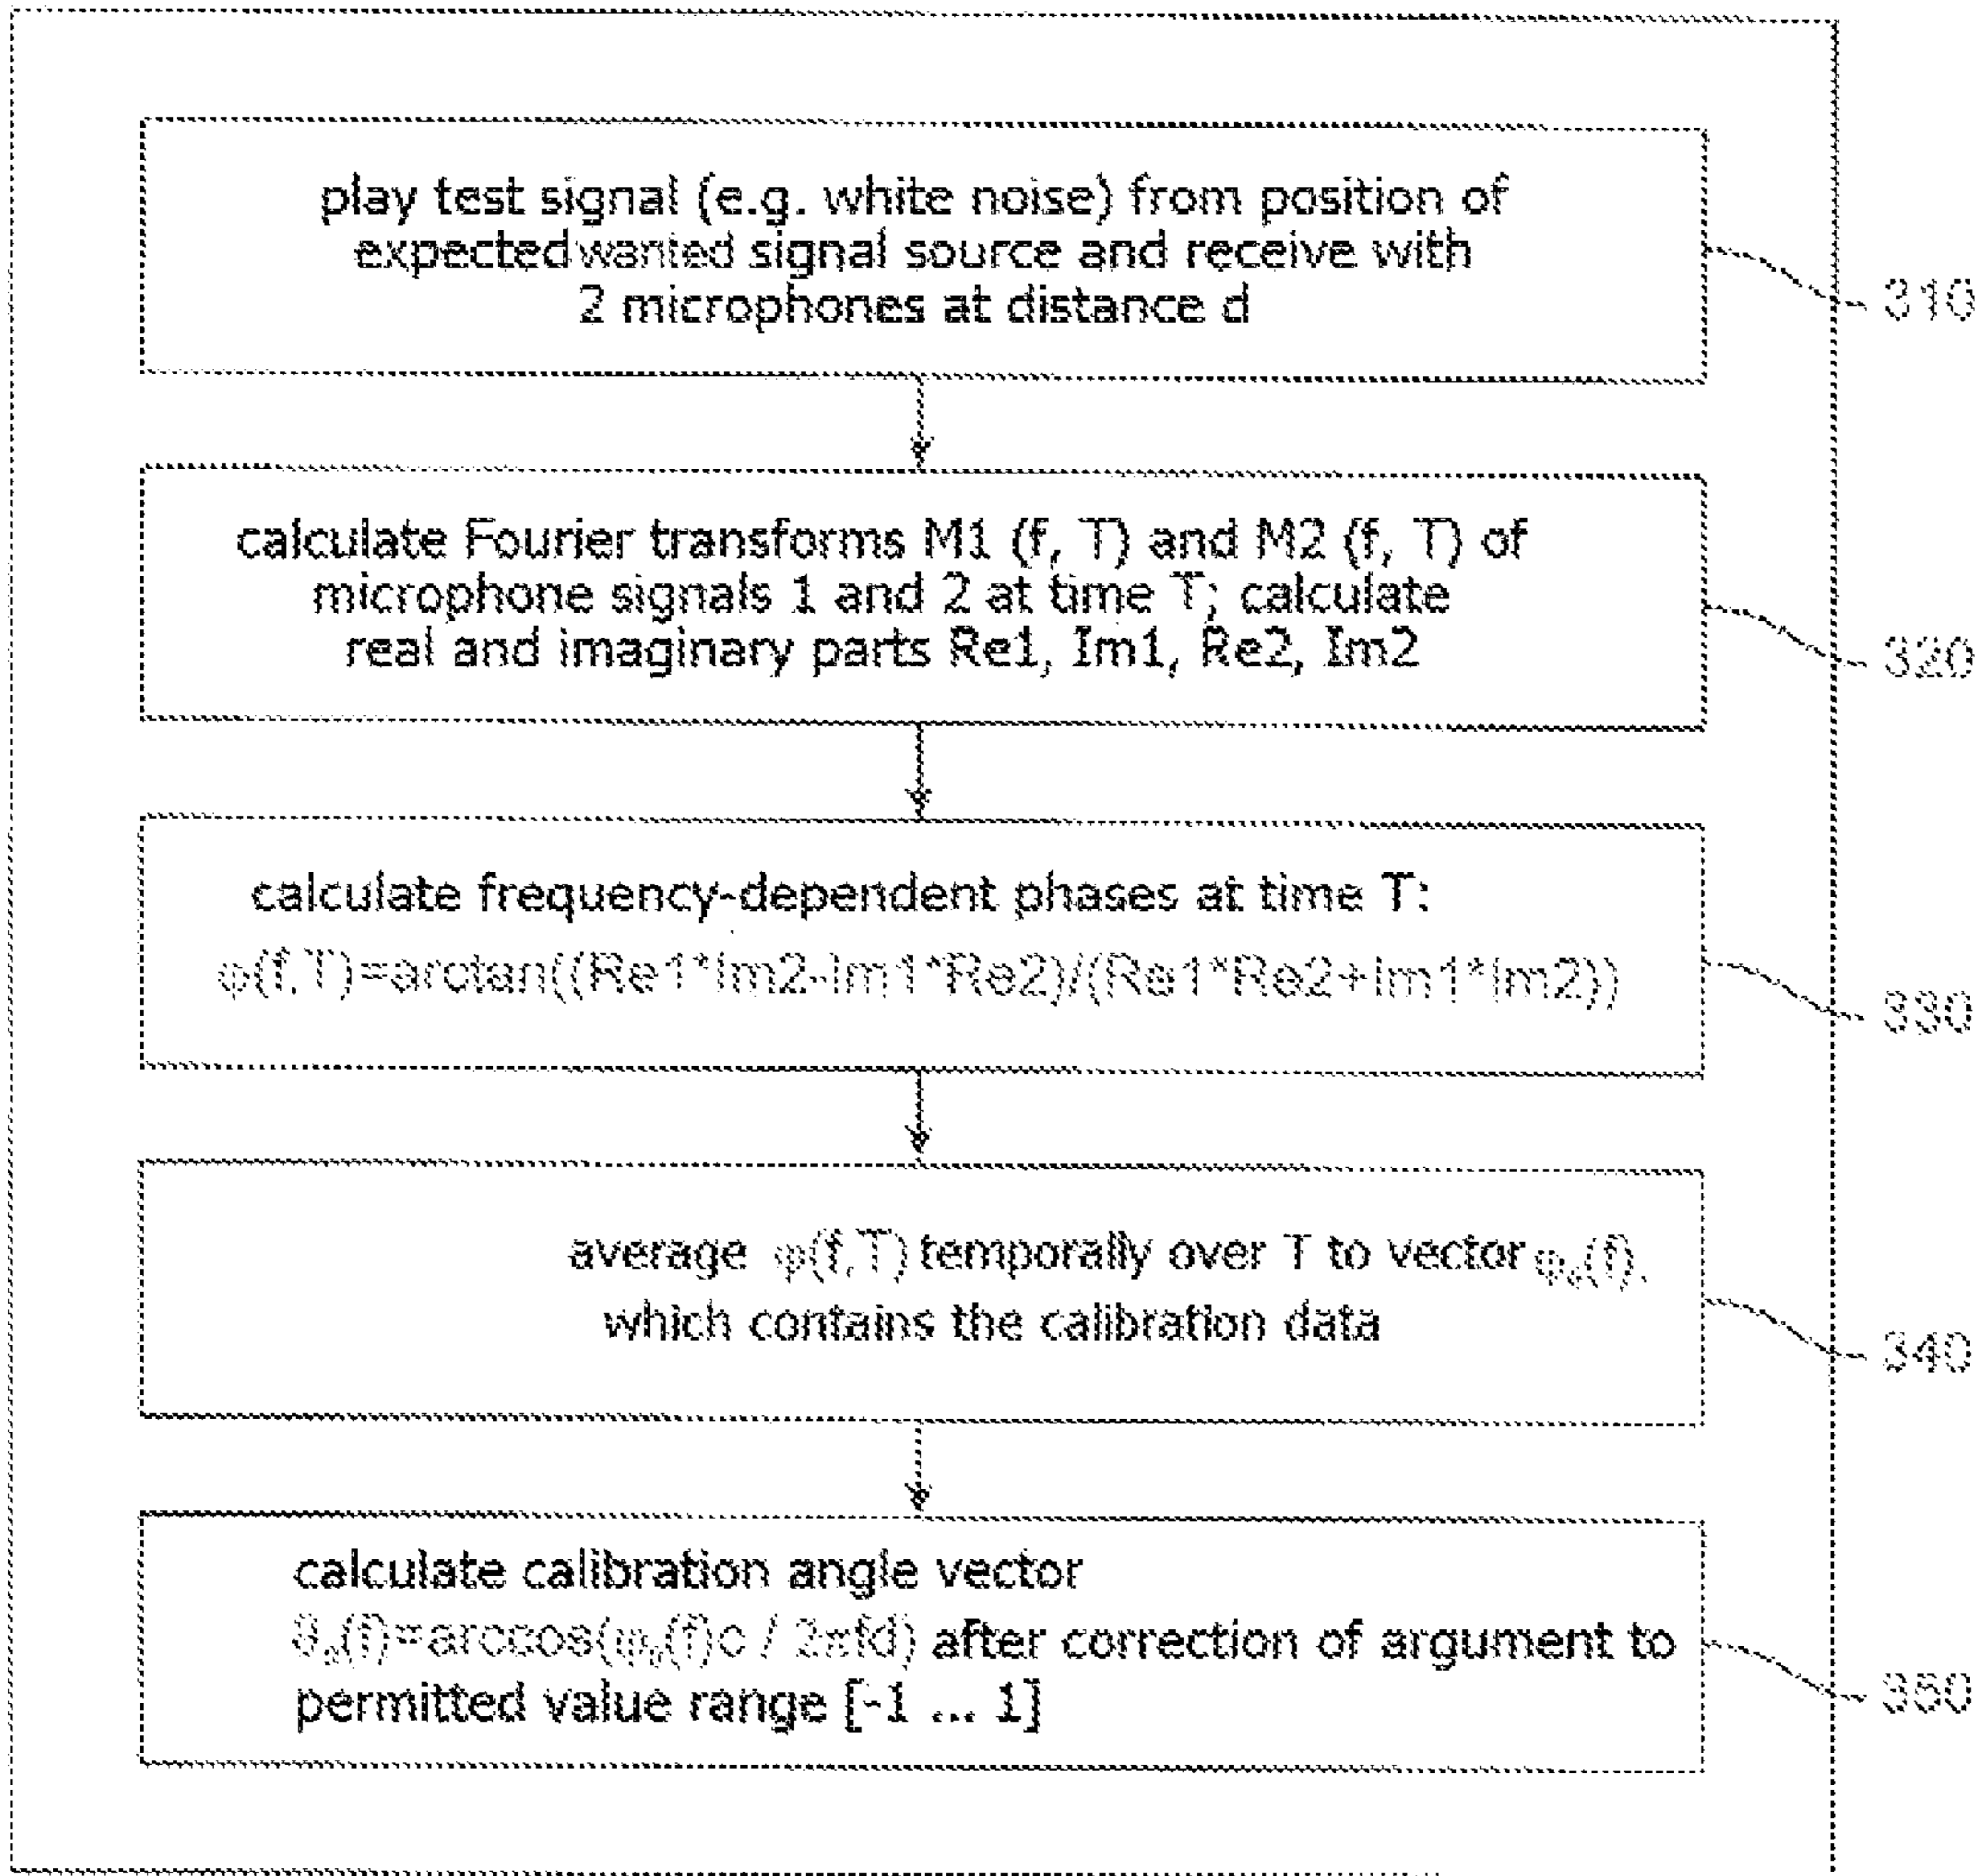 play test signal (e.g. white noise) from position of
expected wanted signal source and receive with
2 microphones at distance d
310
calculate Fourier transforms M1 (f, T) and M2 (f, T) of
microphone signals 1 and 2 at time T; calculate
real and imaginary parts Re1, Im1, Re2, Im2
320
calculate frequency-dependent phases at time T:
φ(f,T)=arctan((Re1*Im2-Im1*Re2)/(Re1*Re2+Im1*Im2))
330
average φ(f,T) temporally over T to vector φ₀(f),
which contains the calibration data
340
calculate calibration angle vector
θ₀(f)=arccos(φ₀(f)c / 2πfd) after correction of argument to
permitted value range [-1 ... 1]
350